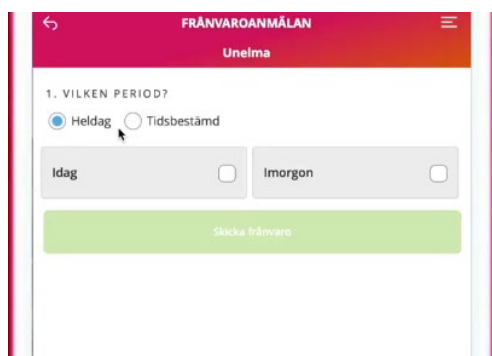 FRÅNVAROANMÄLAN
Unelma
1. VILKEN PERIOD?
Heldag Tidsbestämd
Idag Imorgon
Skicka frånvaro